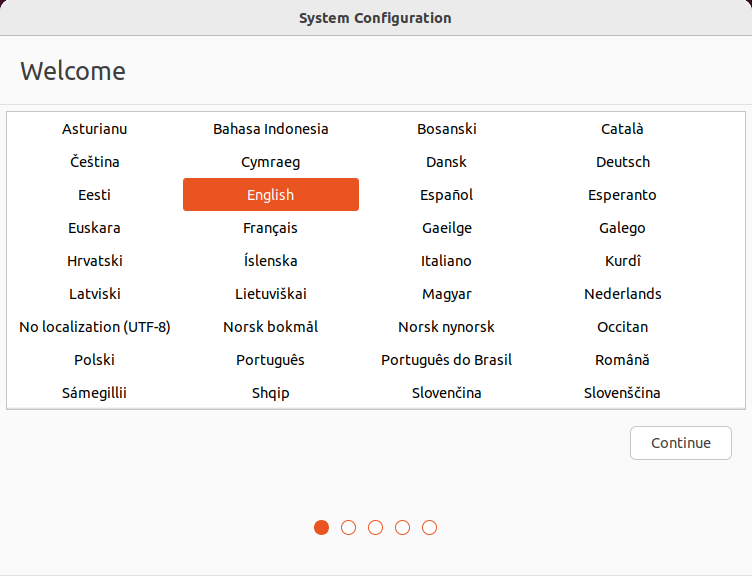 System Configuration
Welcome
Asturianu Bahasa Indonesia Bosanski Català
Čeština Cymraeg Dansk Deutsch
Eesti English Español Esperanto
Euskara Français Gaeilge Galego
Hrvatski Íslenska Italiano Kurdî
Latviski Lietuviškai Magyar Nederlands
No localization (UTF-8) Norsk bokmål Norsk nynorsk Occitan
Polski Português Português do Brasil Română
Sámegillii Shqip Slovenčina Slovenščina
Continue